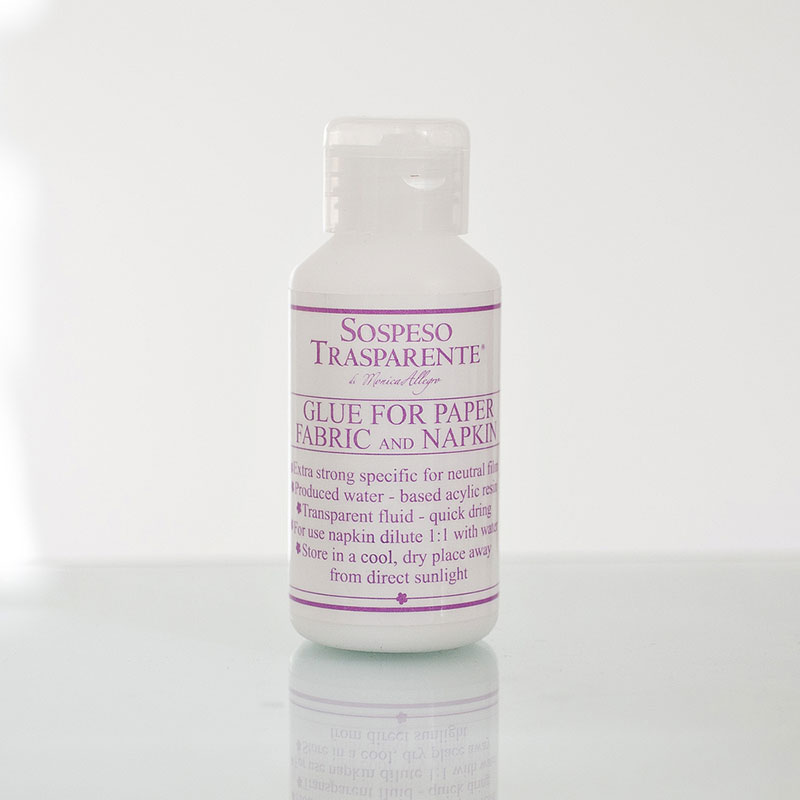 SOSPESO
TRASPARENTE®
di Monica Allegro
GLUE FOR PAPER
FABRIC AND NAPKIN
Extra strong specific for neutral film
Produced water - based acylic resin
Transparent fluid - quick dring
For use napkin dilute 1:1 with water
Store in a cool, dry place away
from direct sunlight